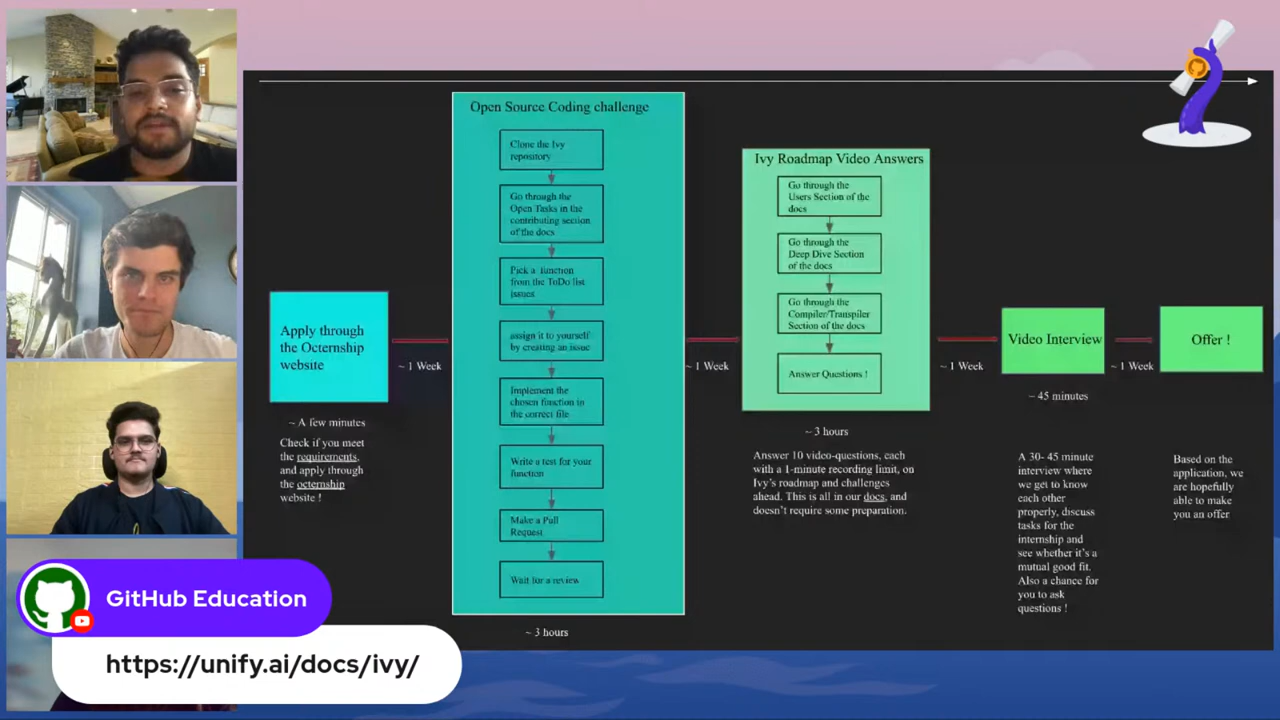 Open Source Coding challenge
Clone the Ivy
repository
Go through the
Open Tasks in the
contributing section
of the docs
Pick a function
from the ToDo list
issues
assign it to yourself
by creating an issue
Implement the
chosen function in
the correct file
Write a test for your
function
Make a Pull
Request
Wait for a review
~ 3 hours
Ivy Roadmap Video Answers
Go through the
Users Section of the
docs
Go through the
Deep Dive Section
of the docs
Go through the
Compiler/Transpiler
Section of the docs
Answer Questions !
~ 3 hours
Answer 10 video-questions, each
with a 1-minute recording limit, on
Ivy's roadmap and challenges
ahead. This is all in our docs, and
doesn't require some preparation.
Apply through
the Octernship
website
~ A few minutes
Check if you meet
the requirements,
and apply through
the octernship
website !
~ 1 Week
~ 1 Week
~ 1 Week
~ 1 Week
Video Interview
~ 45 minutes
A 30- 45 minute
interview where
we get to know
each other
properly, discuss
tasks for the
internship and
see whether it's a
mutual good fit.
Also a chance for
you to ask
questions !
Offer !
Based on the
application, we
are hopefully
able to make
you an offer
GitHub Education
https://unify.ai/docs/ivy/